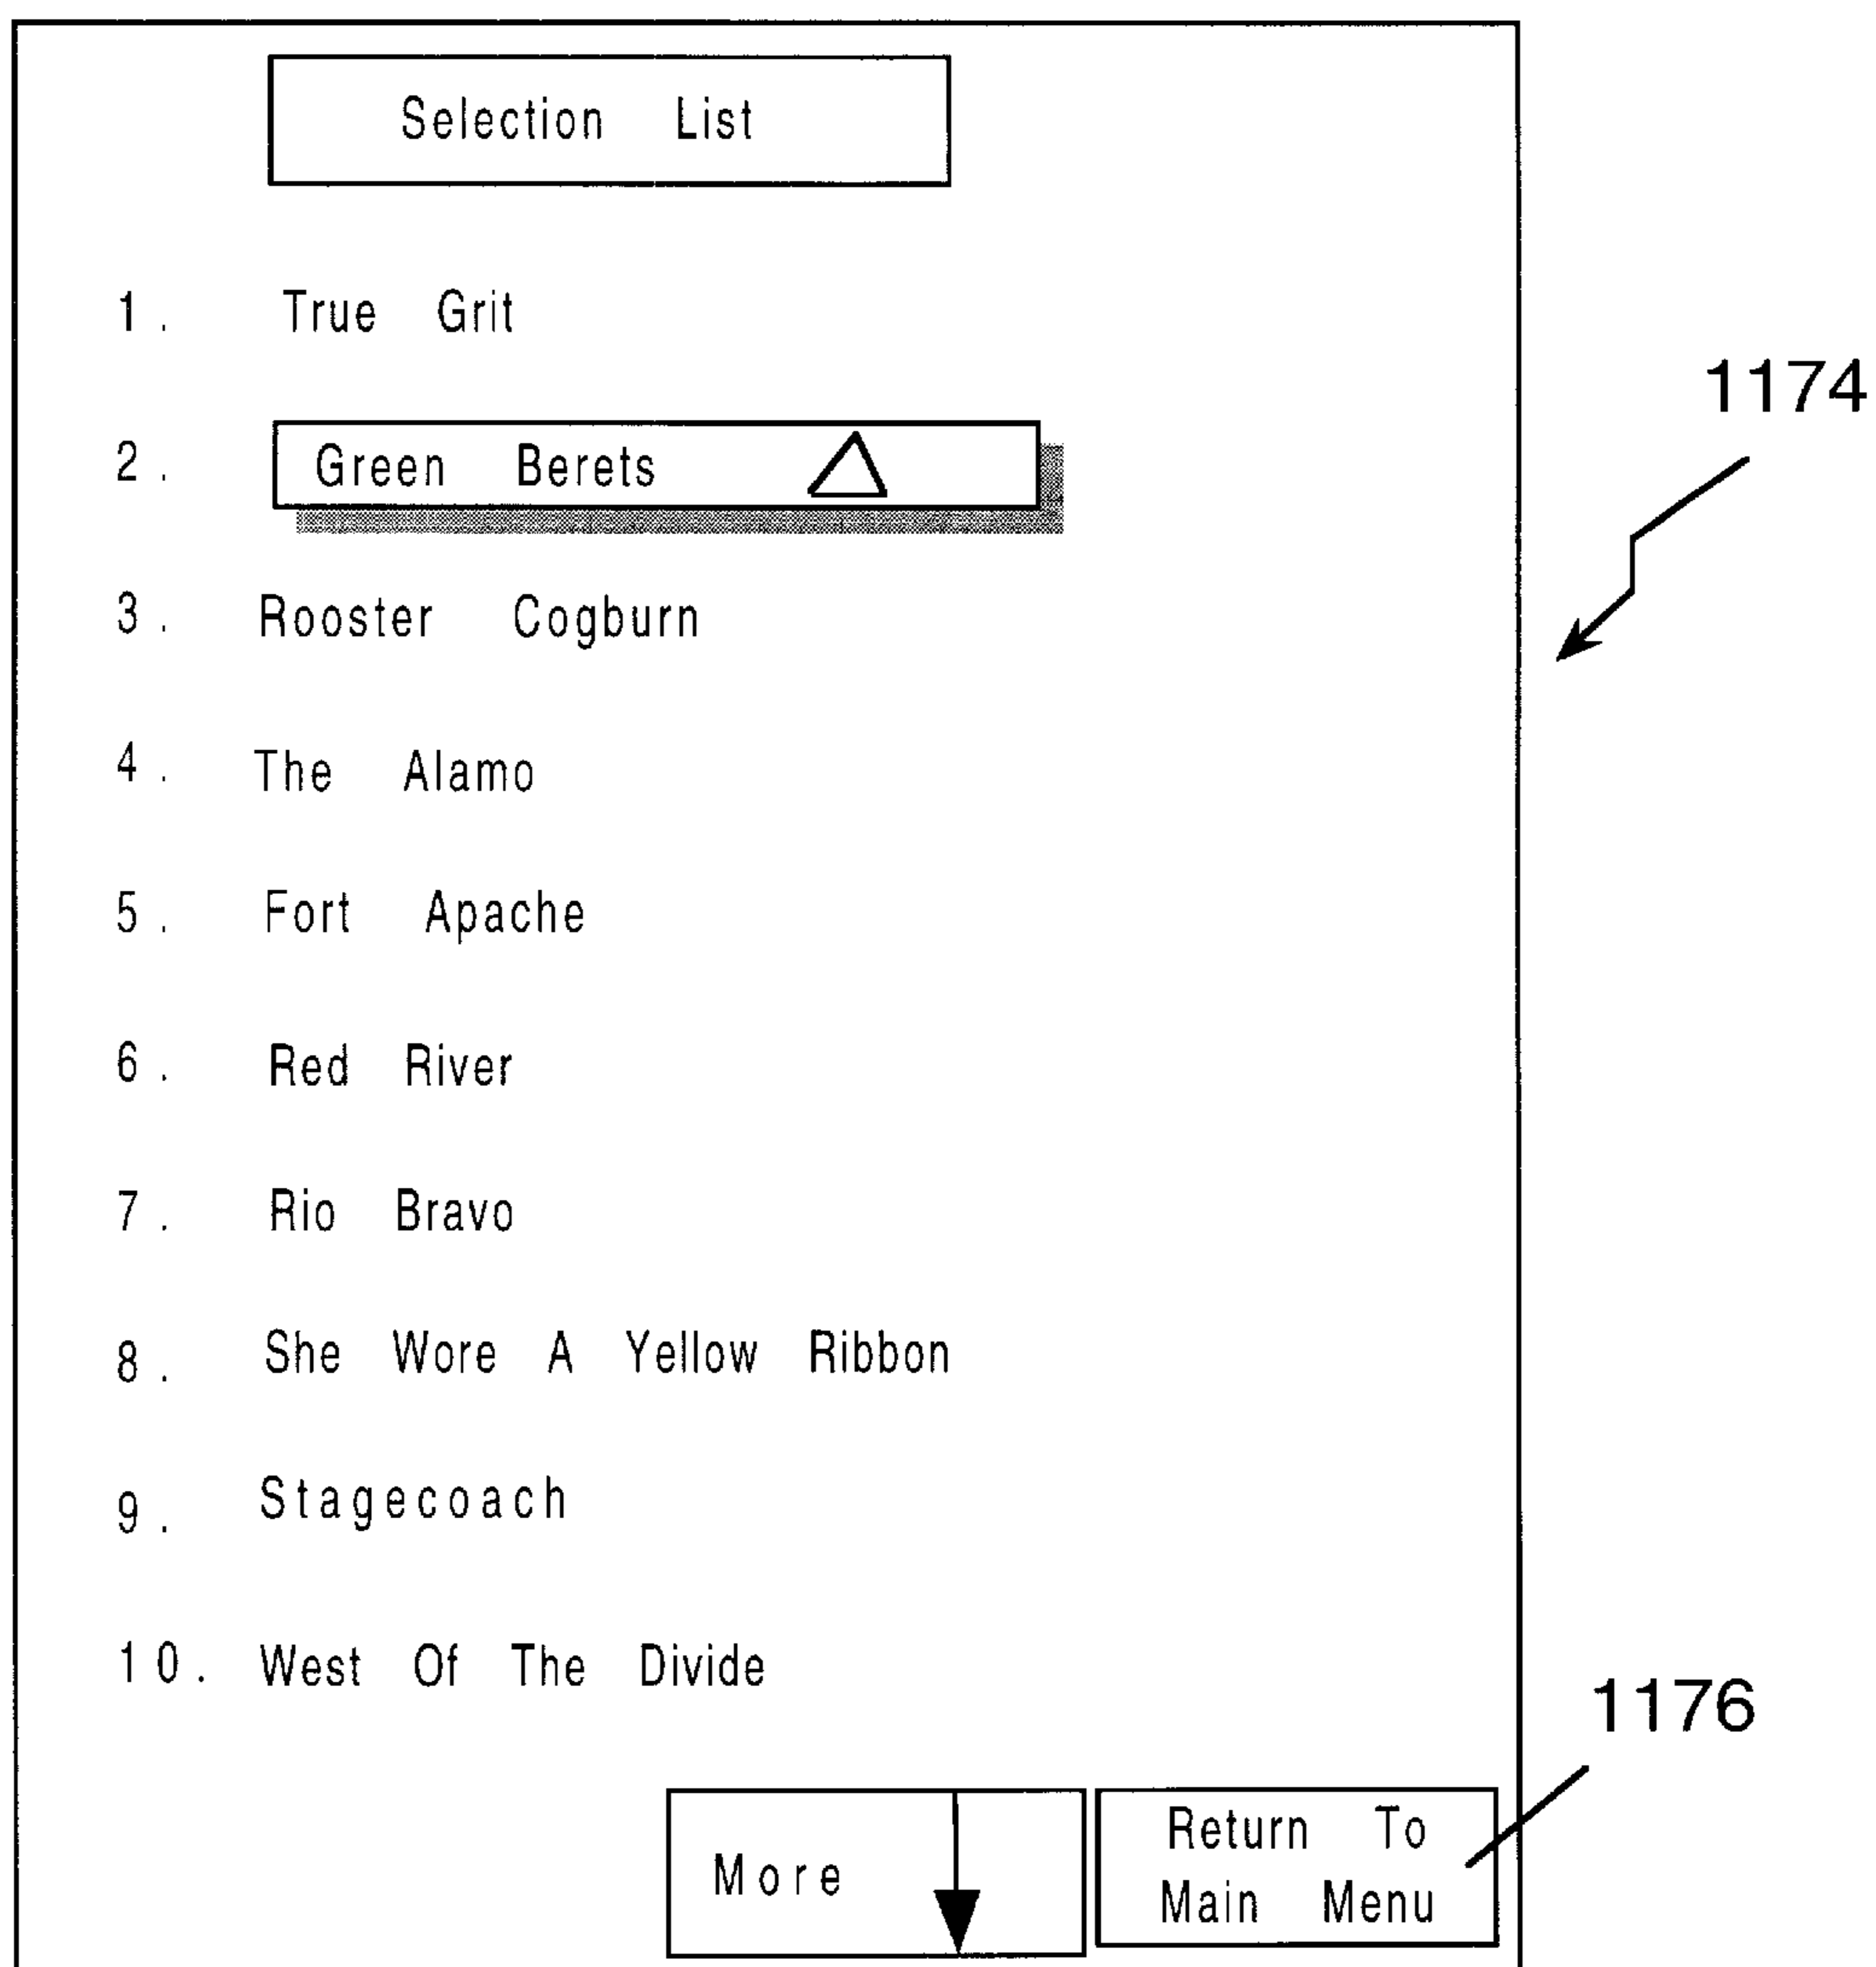 Selection List
1. True Grit
1174
2. Green Berets
3. Rooster Cogburn
4. The Alamo
5. Fort Apache
6. Red River
7. Rio Bravo
8. She Wore A Yellow Ribbon
9. Stagecoach
10. West Of The Divide
1176
More
Return To
Main Menu